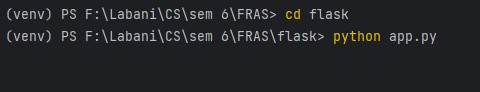 (venv) PS F:\Labani\CS\sem 6\FRAS> cd flask
(venv) PS F:\Labani\CS\sem 6\FRAS\flask> python app.py